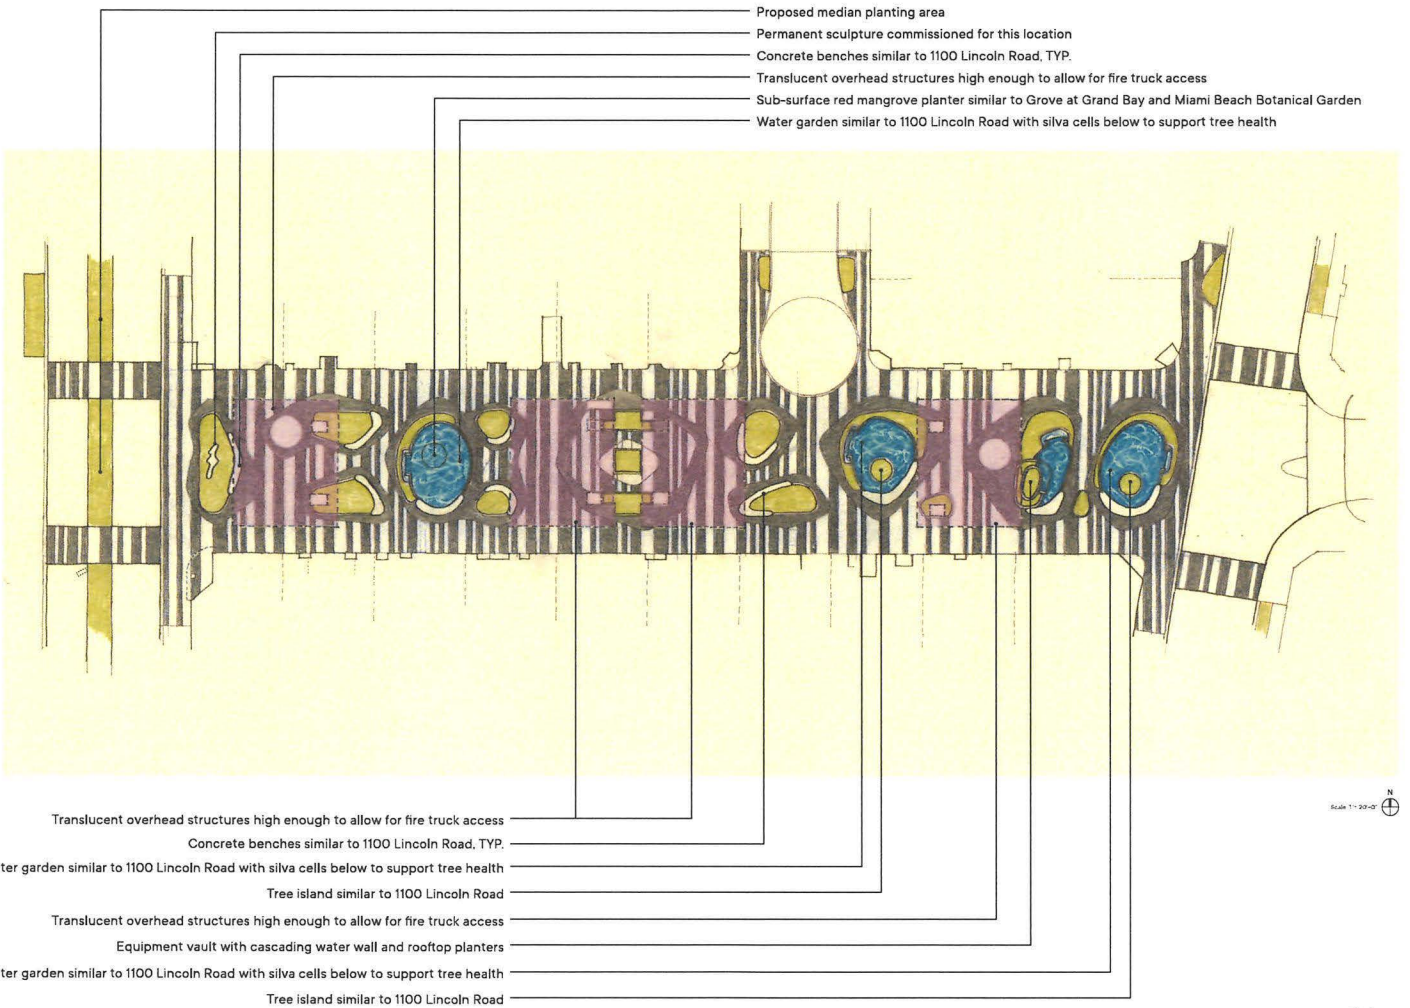 Proposed median planting area
Permanent sculpture commissioned for this location
Concrete benches similar to 1100 Lincoln Road, TYP.
Translucent overhead structures high enough to allow for fire truck access
Sub-surface red mangrove planter similar to Grove at Grand Bay and Miami Beach Botanical Garden
Water garden similar to 1100 Lincoln Road with silva cells below to support tree health
N
Scale 1"= 20'-0"
Translucent overhead structures high enough to allow for fire truck access
Concrete benches similar to 1100 Lincoln Road, TYP.
ter garden similar to 1100 Lincoln Road with silva cells below to support tree health
Tree island similar to 1100 Lincoln Road
Translucent overhead structures high enough to allow for fire truck access
Equipment vault with cascading water wall and rooftop planters
ter garden similar to 1100 Lincoln Road with silva cells below to support tree health
Tree island similar to 1100 Lincoln Road